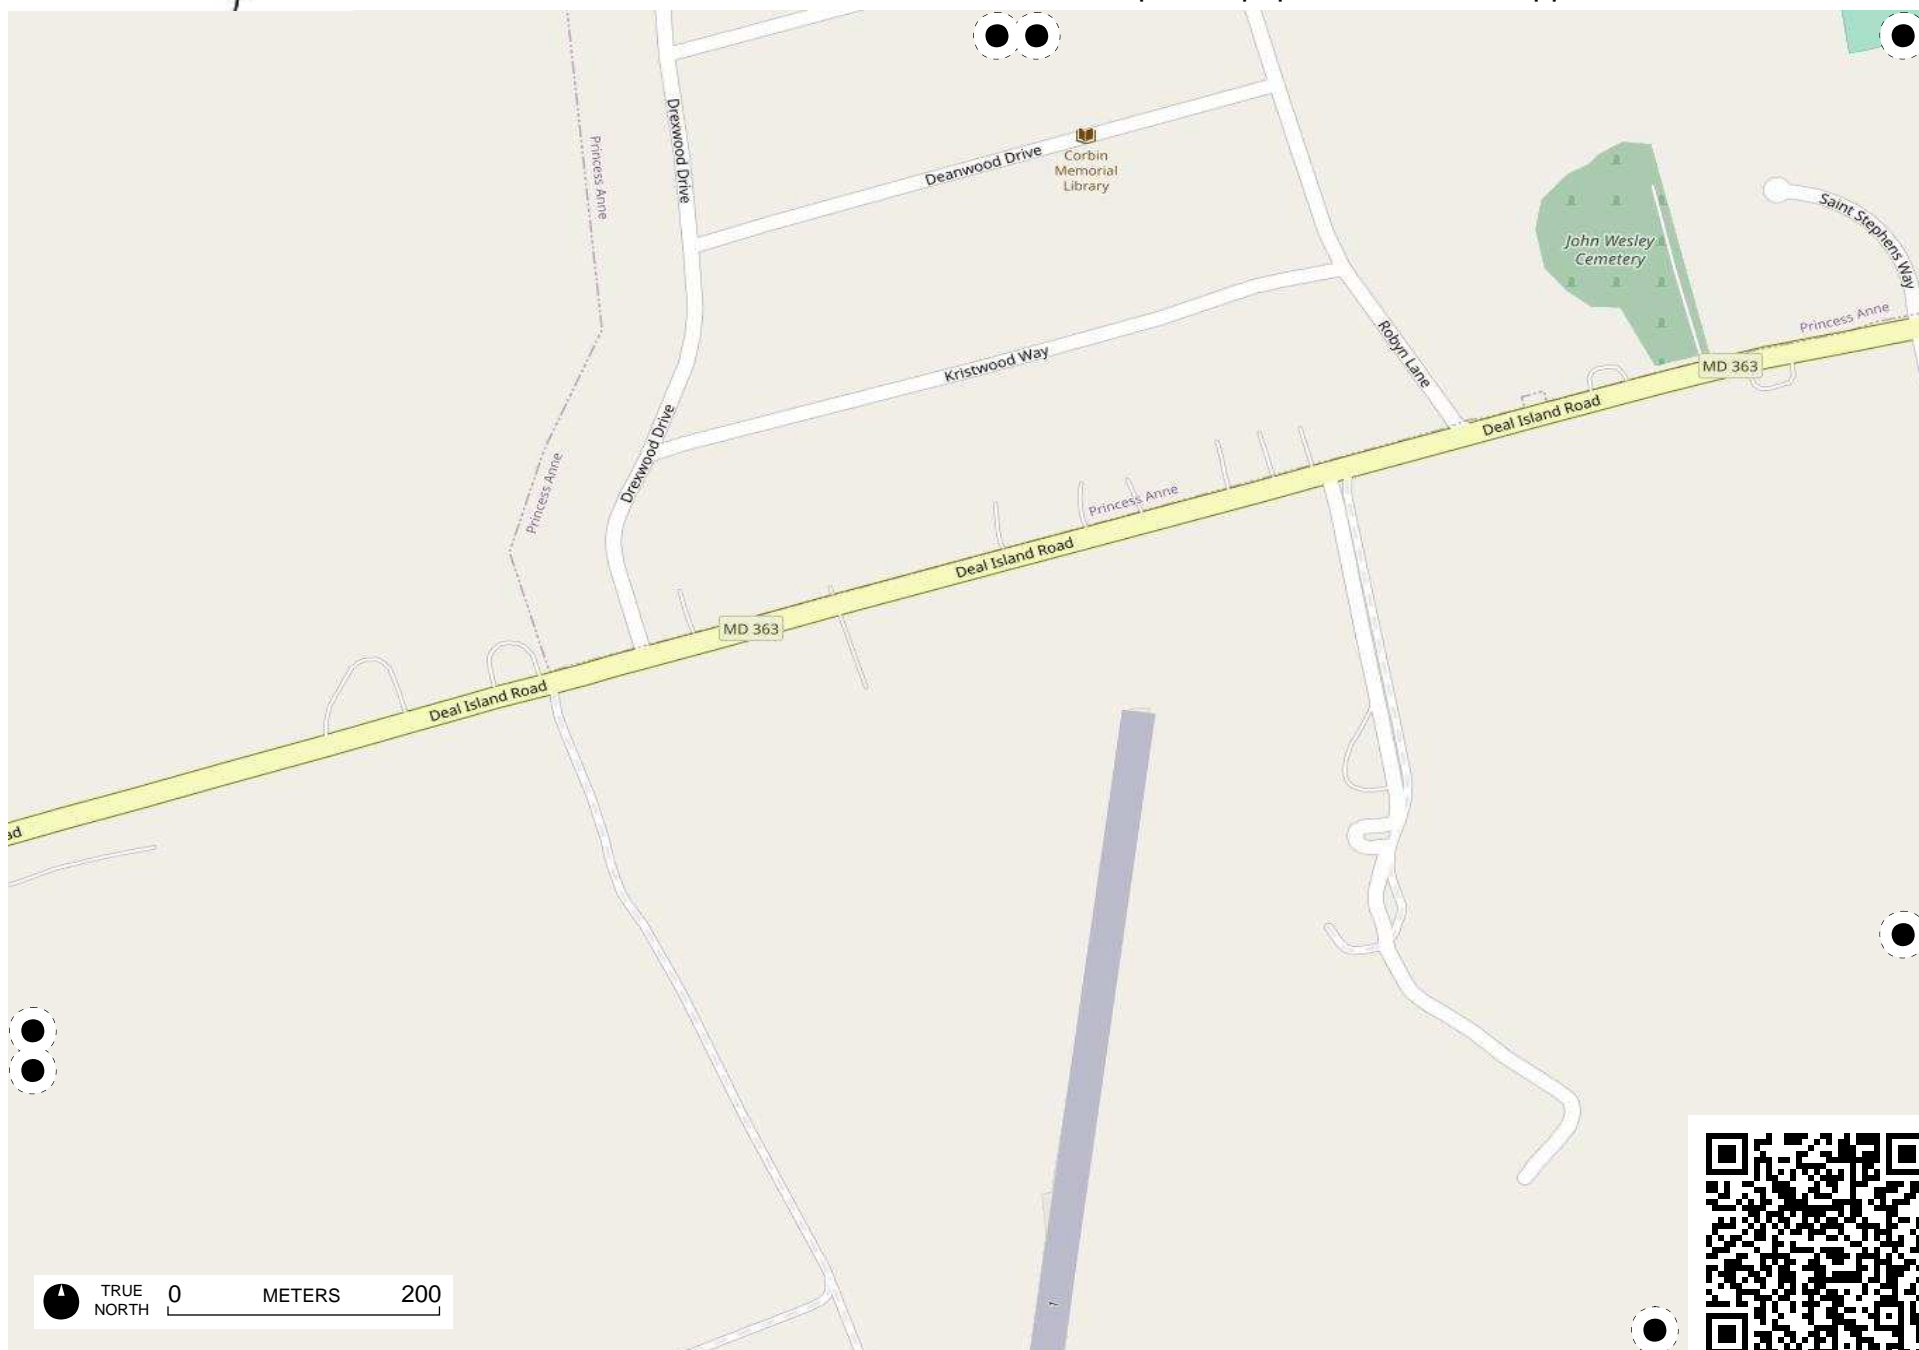 Drexwood Drive
Princess Anne
Deanwood Drive
Corbin
Memorial
Library
Saint Stephens Way
John Wesley
Cemetery
Princess Anne
Robyn Lane
Kristwood Way
MD 363
Deal Island Road
Drexwood Drive
Princess Anne
Princess Anne
Deal Island Road
MD 363
Deal Island Road
ad
TRUE
NORTH
0 METERS 200